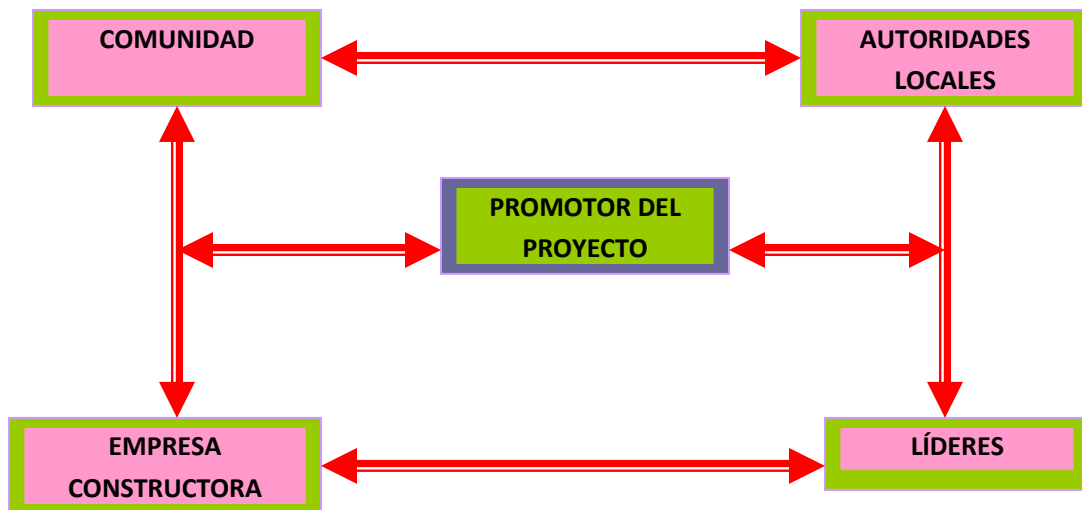 COMUNIDAD
AUTORIDADES
LOCALES
PROMOTOR DEL
PROYECTO
EMPRESA
CONSTRUCTORA
LÍDERES